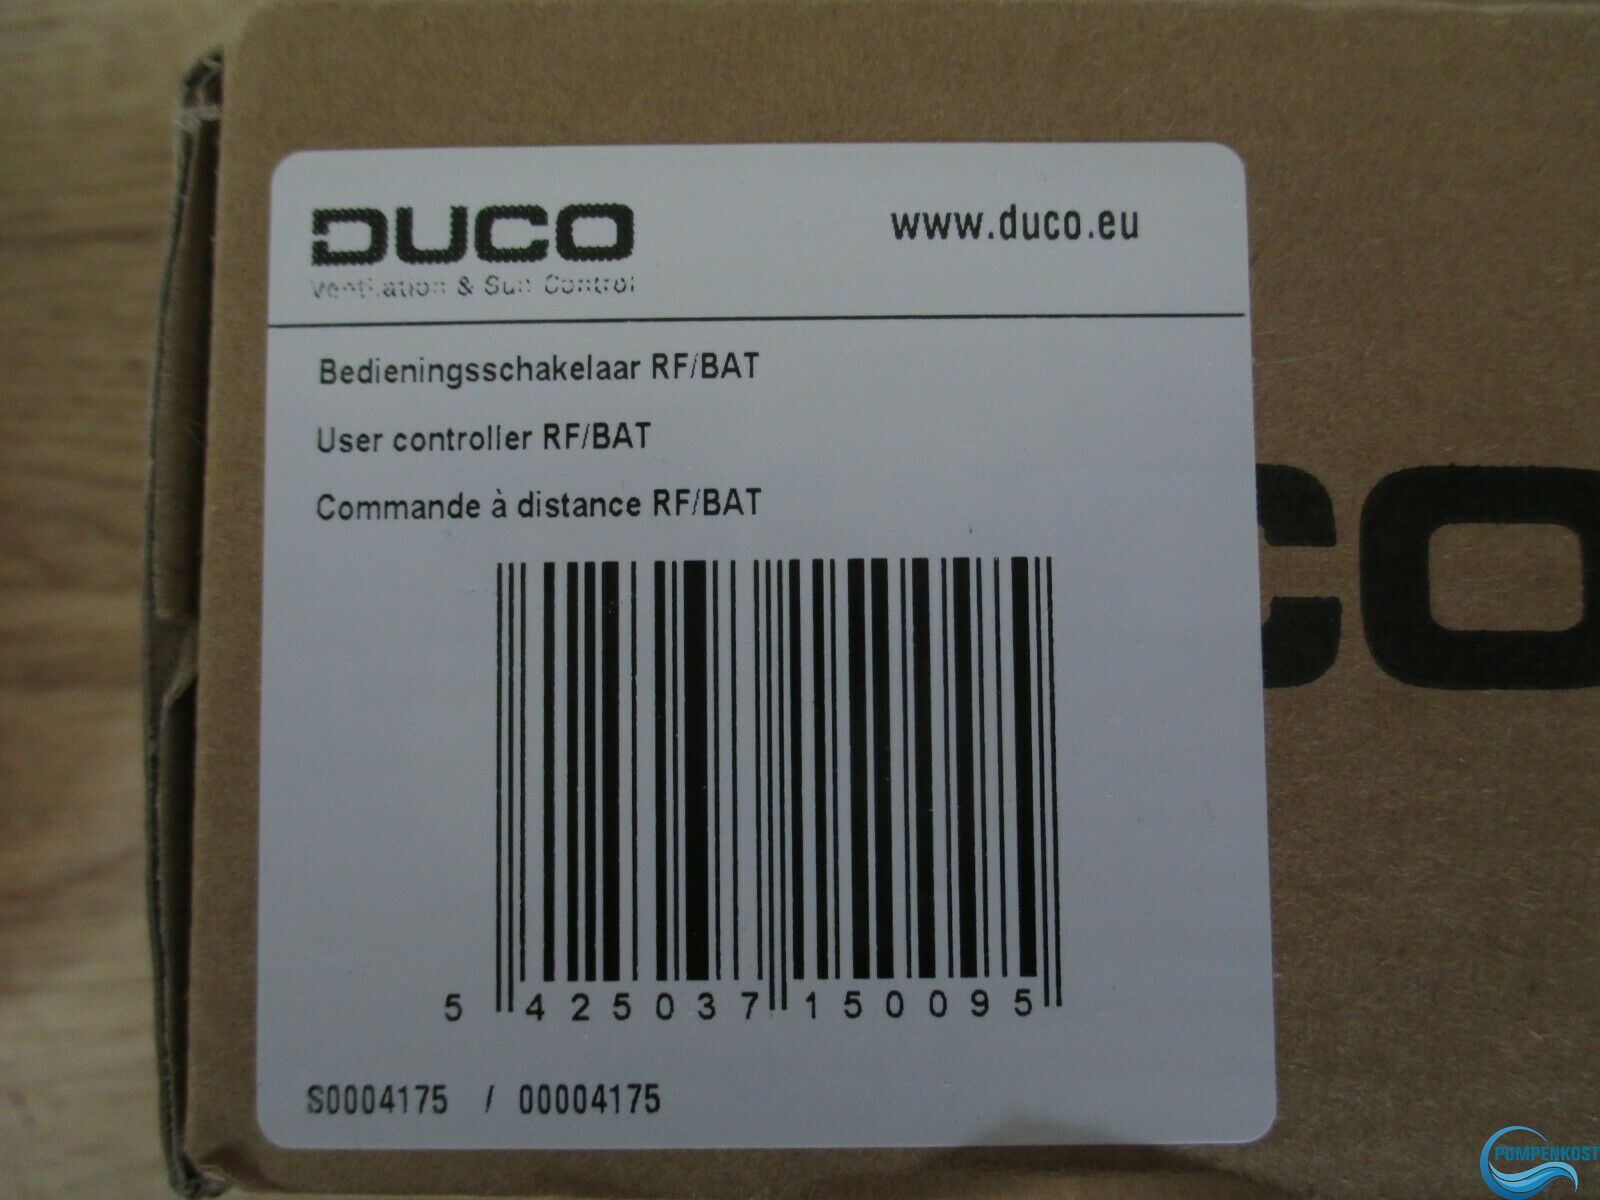 DUCO
www.duco.eu
Ventilation & Sun Control
Bedieningsschakelaar RF/BAT
User controller RF/BAT
Commande à distance RF/BAT
CO
5 425037 150095
S0004175 / 00004175
PUMPENKOST